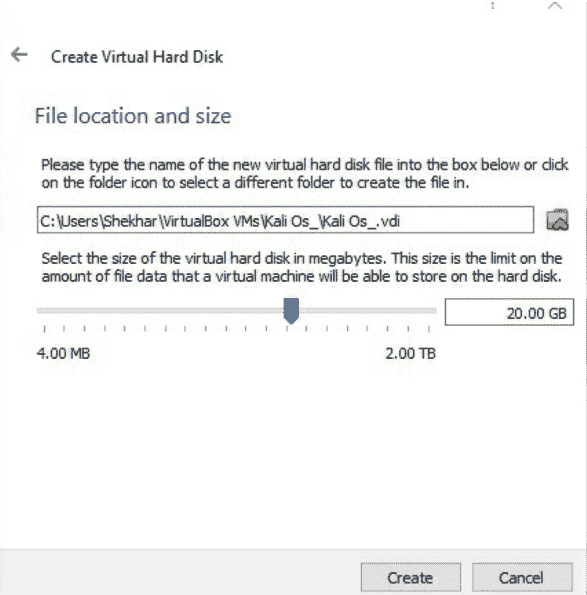 Create Virtual Hard Disk
File location and size
Please type the name of the new virtual hard disk file into the box below or click
on the folder icon to select a different folder to create the file in.
C:\Users\Shekhar\VirtualBox VMs\Kali Os_\Kali Os_.vdi
Select the size of the virtual hard disk in megabytes. This size is the limit on the
amount of file data that a virtual machine will be able to store on the hard disk.
20.00 GB
4.00 MB 2.00 TB
Create Cancel